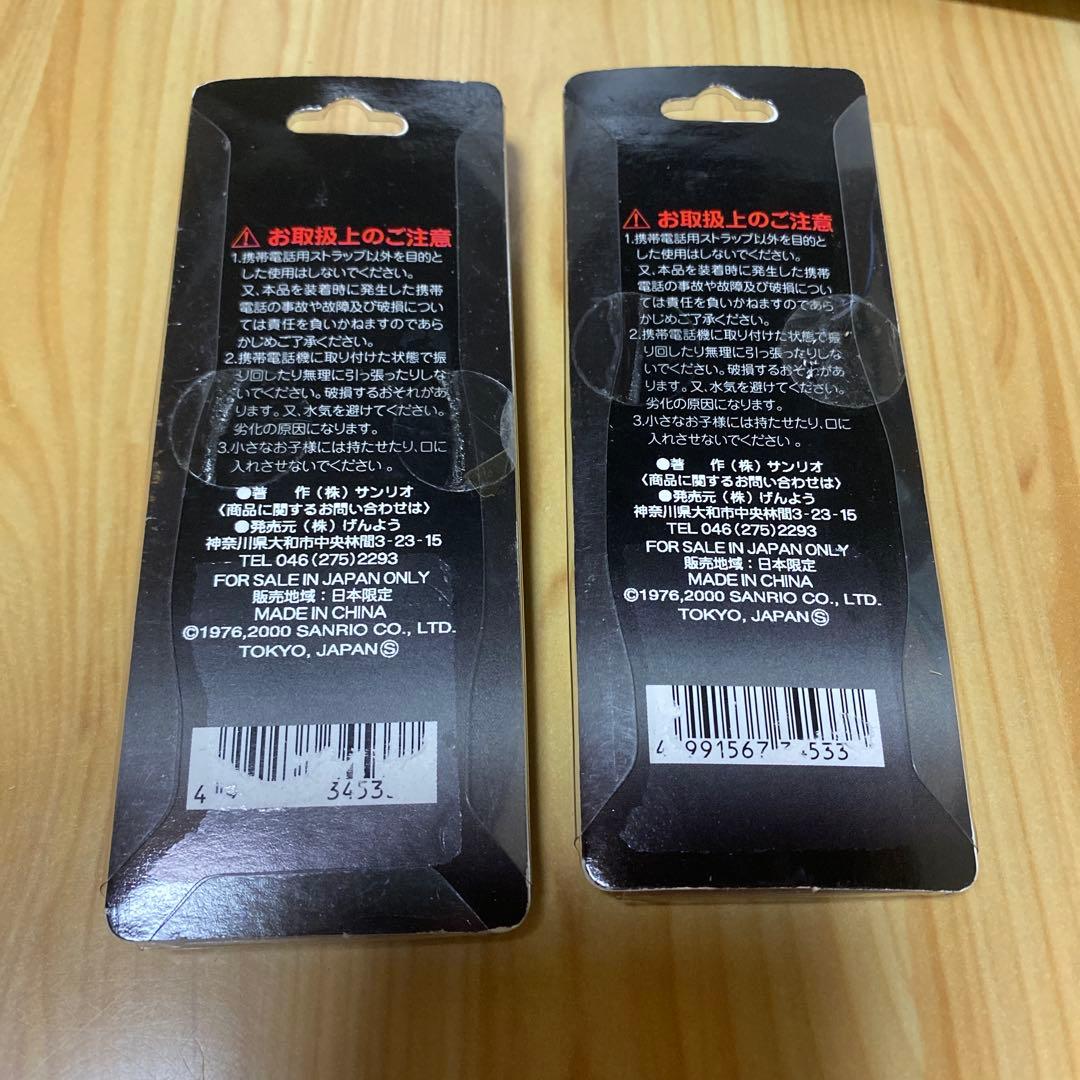 ⚠ お取扱上のご注意
1.携帯電話用ストラップ以外を目的と
した使用はしないでください。
又、本品を装着時に発生した携帯
電話の事故や故障及び破損につい
ては責任を負いかねますのであら
かじめご了承ください。
2.携帯電話機に取り付けた状態で振
り回したり無理に引っ張ったりしな
いでください。破損するおそれがあ
ります。又、水気を避けてください。
劣化の原因になります。
3.小さなお子様には持たせたり、口に
入れさせないでください。
●著 作(株)サンリオ
〈商品に関するお問い合わせは〉
●発売元(株)げんよう
神奈川県大和市中央林間3-23-15
TEL 046(275)2293
FOR SALE IN JAPAN ONLY
販売地域:日本限定
MADE IN CHINA
©1976,2000 SANRIO CO., LTD.
TOKYO, JAPAN Ⓢ
4 3453
⚠ お取扱上のご注意
1.携帯電話用ストラップ以外を目的と
した使用はしないでください。
又、本品を装着時に発生した携帯
電話の事故や故障及び破損につい
ては責任を負いかねますのであら
かじめご了承ください。
2.携帯電話機に取り付けた状態で振
り回したり無理に引っ張ったりしな
いでください。破損するおそれがあ
ります。又、水気を避けてください。
劣化の原因になります。
3.小さなお子様には持たせたり、口に
入れさせないでください。
●著 作(株)サンリオ
〈商品に関するお問い合わせは〉
●発売元(株)げんよう
神奈川県大和市中央林間3-23-15
TEL 046(275)2293
FOR SALE IN JAPAN ONLY
販売地域:日本限定
MADE IN CHINA
©1976,2000 SANRIO CO., LTD.
TOKYO, JAPAN Ⓢ
4 991567 4533